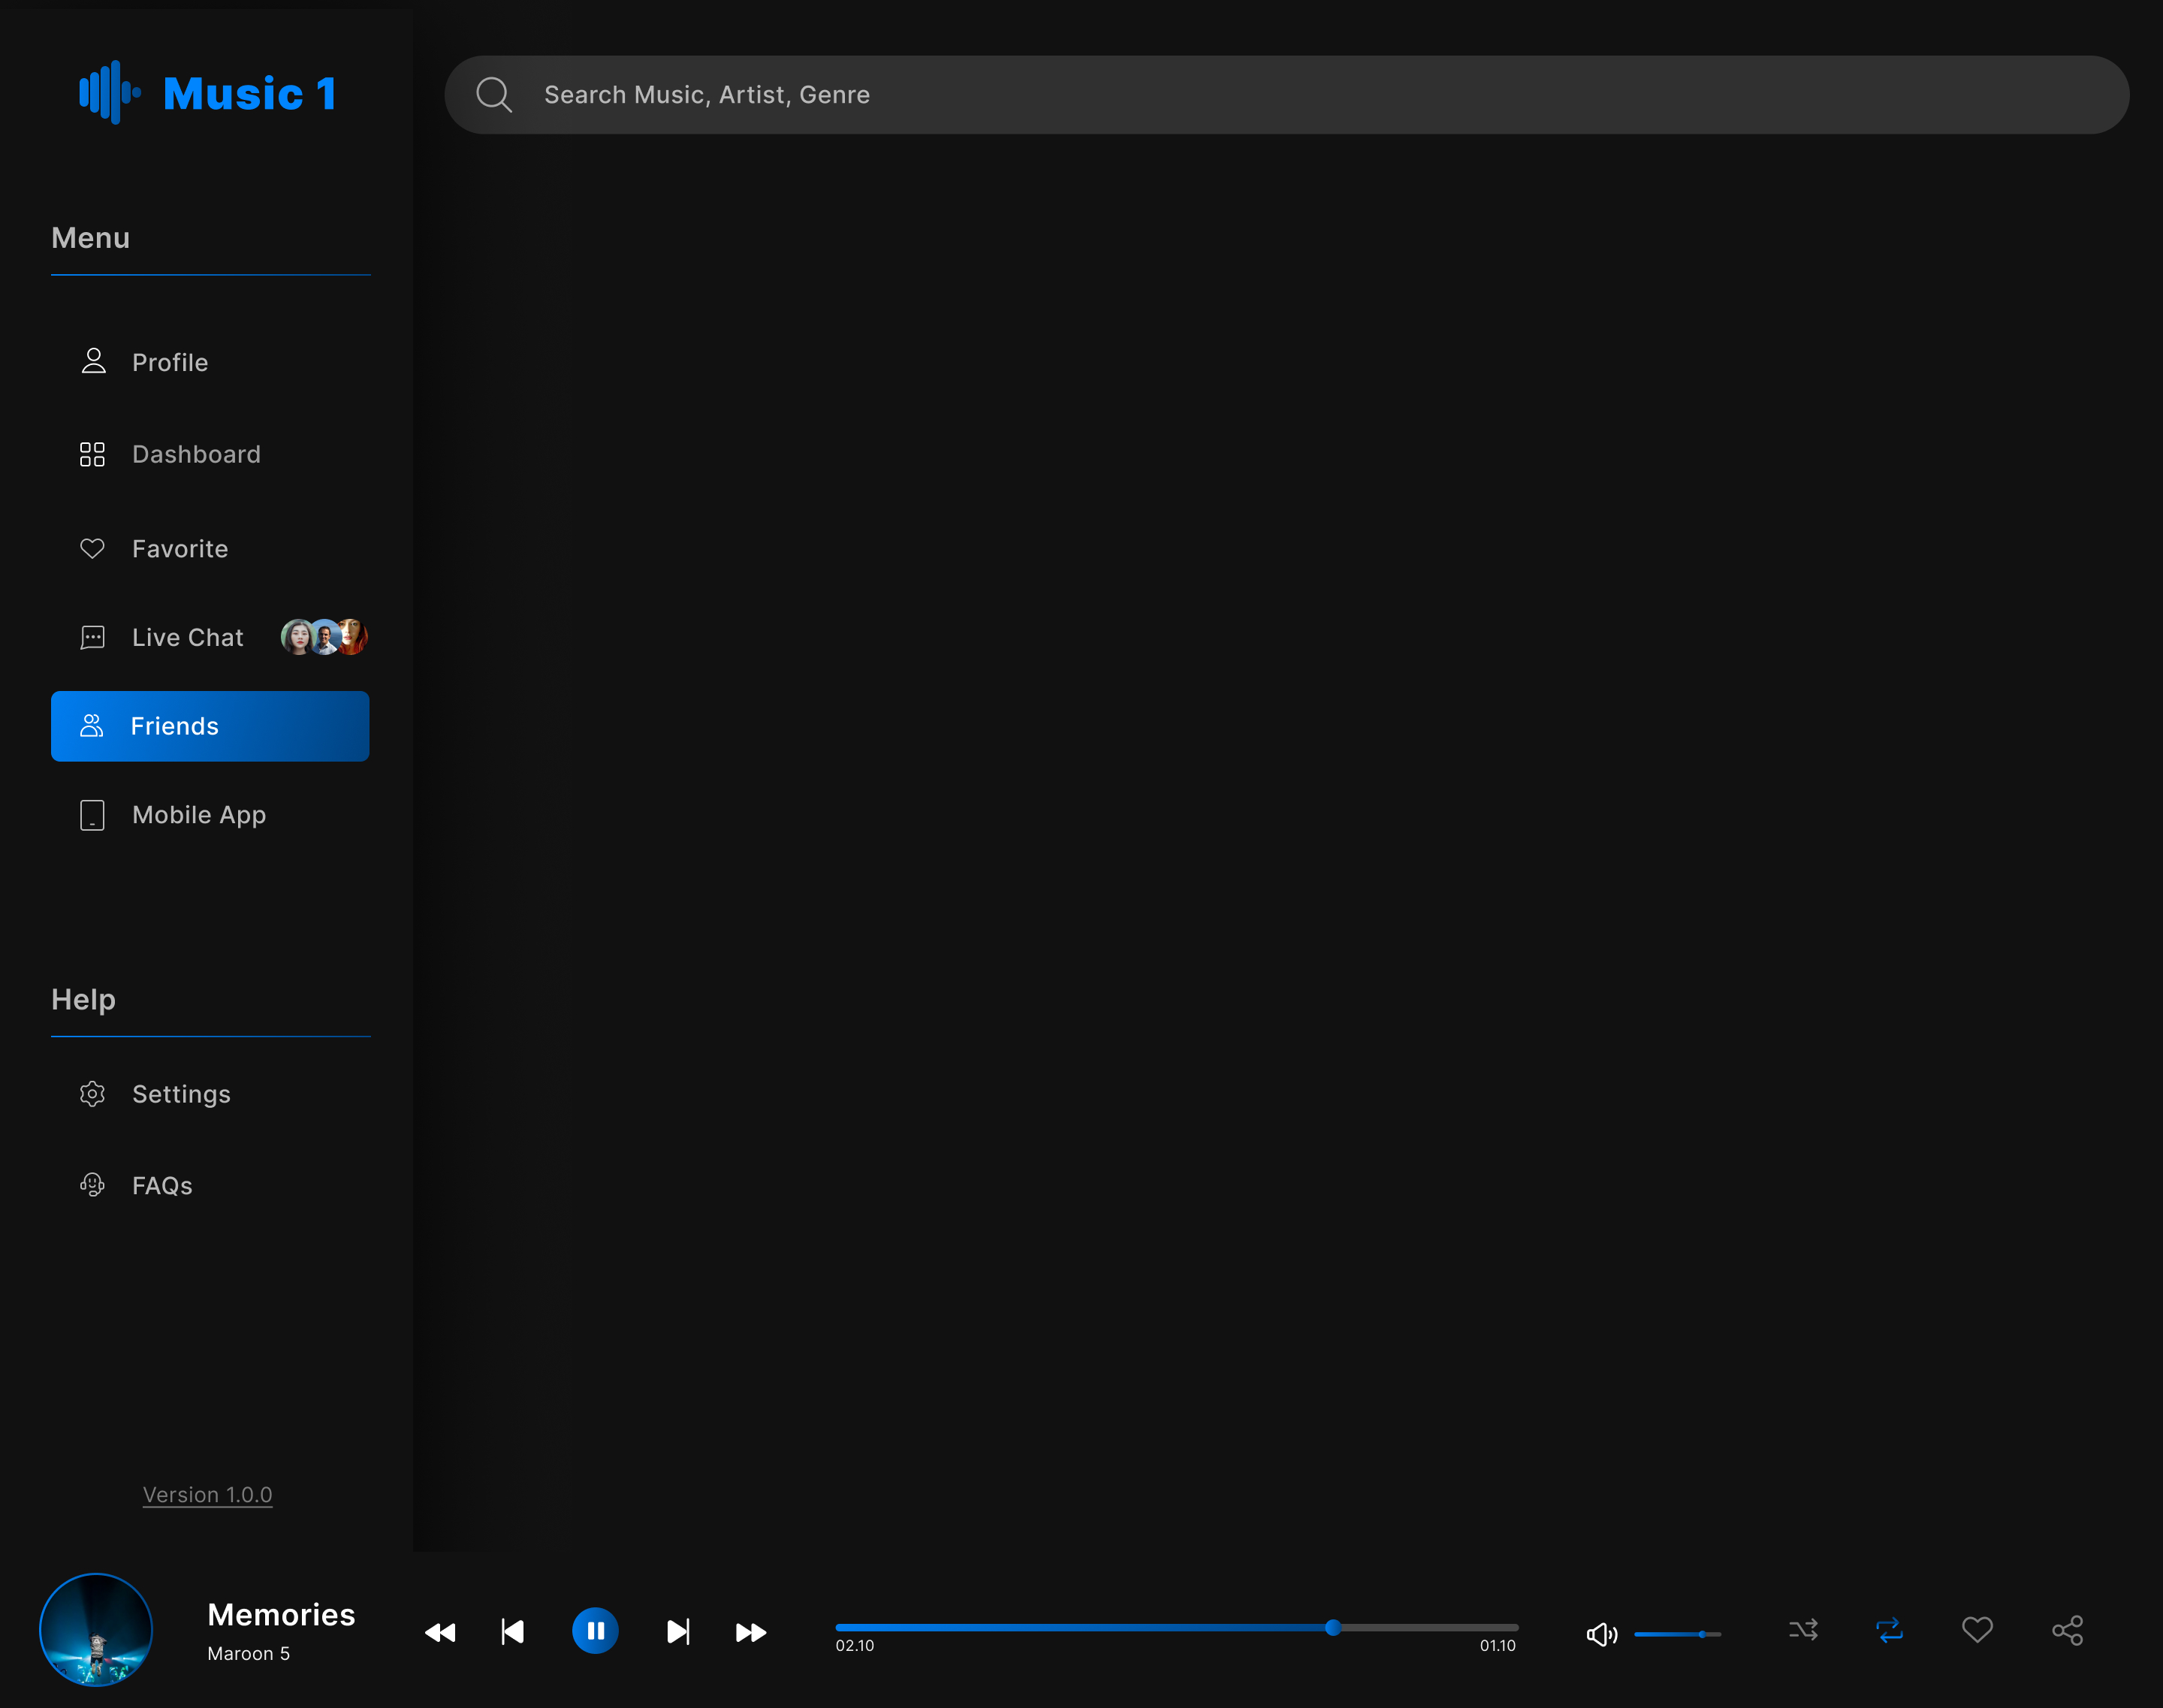 Music 1
Search Music, Artist, Genre
Menu
Profile
Dashboard
Favorite
Live Chat
Friends
Mobile App
Help
Settings
FAQs
Version 1.0.0
Memories
Maroon 5
02.10
01.10